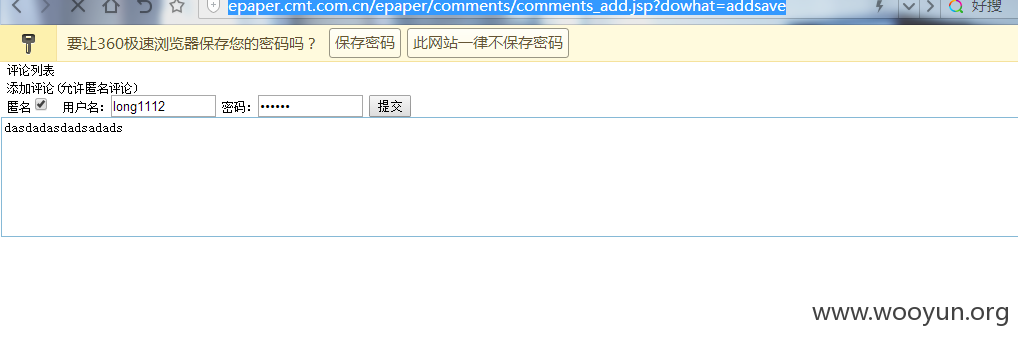 epaper.cmt.com.cn/epaper/comments/comments_add.jsp?dowhat=addsave 好搜
要让360极速浏览器保存您的密码吗？ 保存密码 此网站一律不保存密码
评论列表
添加评论(允许匿名评论)
匿名 用户名：long1112 密码：•••••• 提交
dasdadasdadsadads
www.wooyun.org